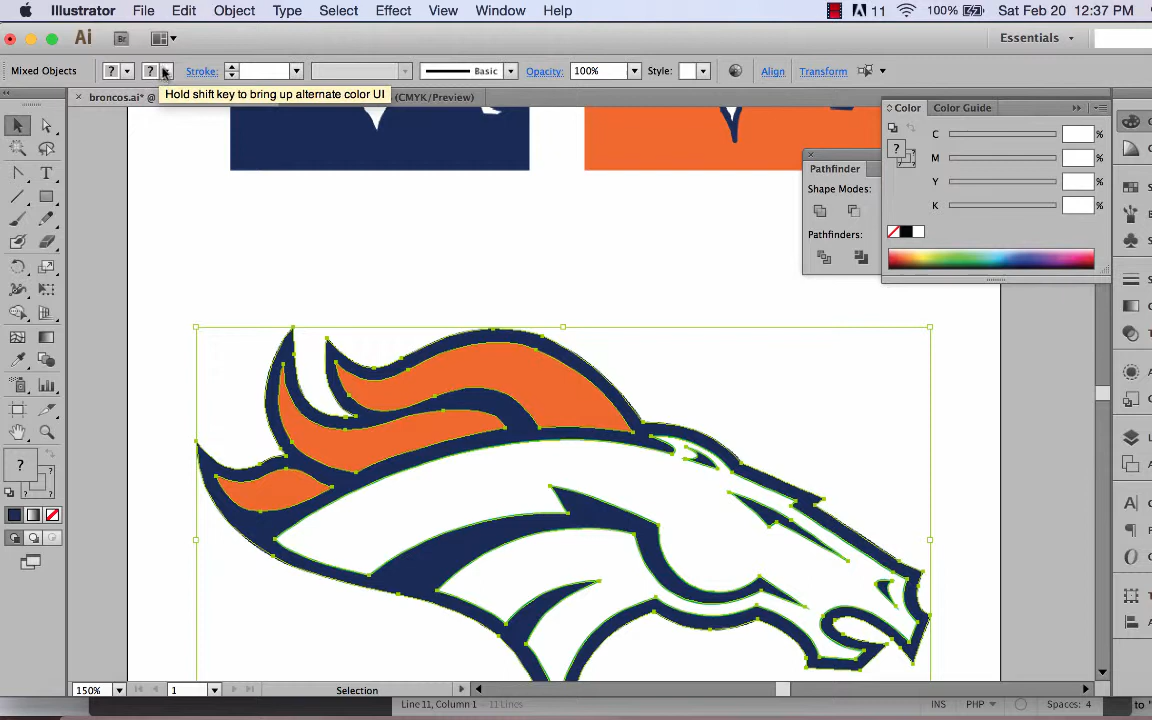 Illustrator File Edit Object Type Select Effect View Window Help 11 100% Sat Feb 20 12:37 PM
Ai Br Essentials
Mixed Objects ? ? Stroke: Basic Opacity: 100% Style: Align Transform
Hold shift key to bring up alternate color UI
× broncos.ai* @ (CMYK/Preview)
Color Color Guide
C %
? M %
Y %
K %
Pathfinder
Shape Modes:
Pathfinders:
T
?
?
?
A
150% 1 Selection
Line 11, Column 1 — 11 Lines INS PHP Spaces: 4